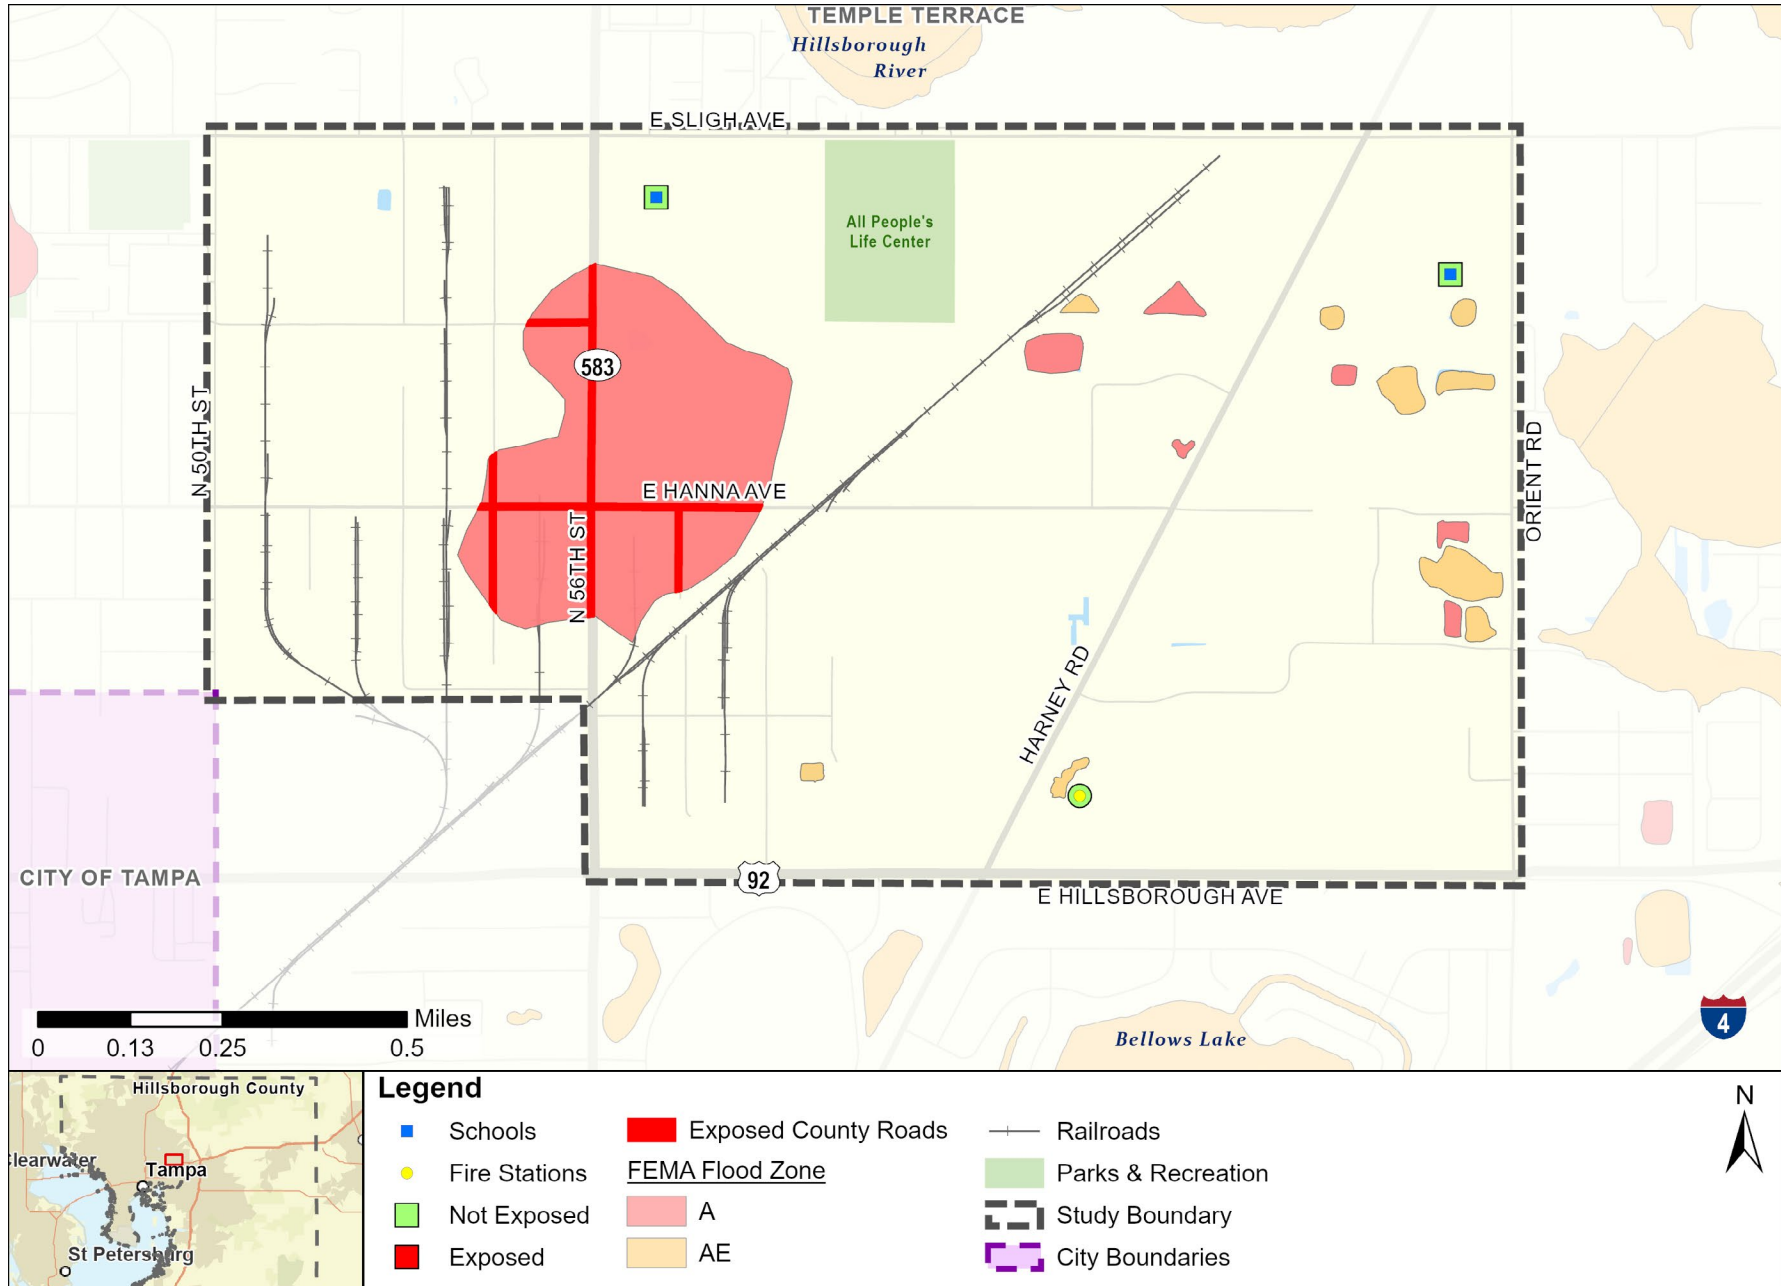 TEMPLE TERRACE
Hillsborough
River
E SLIGH AVE
All People's
Life Center
583
N 50TH ST
E HANNA AVE
N 56TH ST
ORIENT RD
HARNEY RD
CITY OF TAMPA
92
E HILLSBOROUGH AVE
Bellows Lake
4
Miles
0 0.13 0.25 0.5
Hillsborough County
Clearwater
Tampa
St Petersburg
Legend
Schools
Fire Stations
Not Exposed
Exposed
Exposed County Roads
FEMA Flood Zone
A
AE
Railroads
Parks & Recreation
Study Boundary
City Boundaries
N